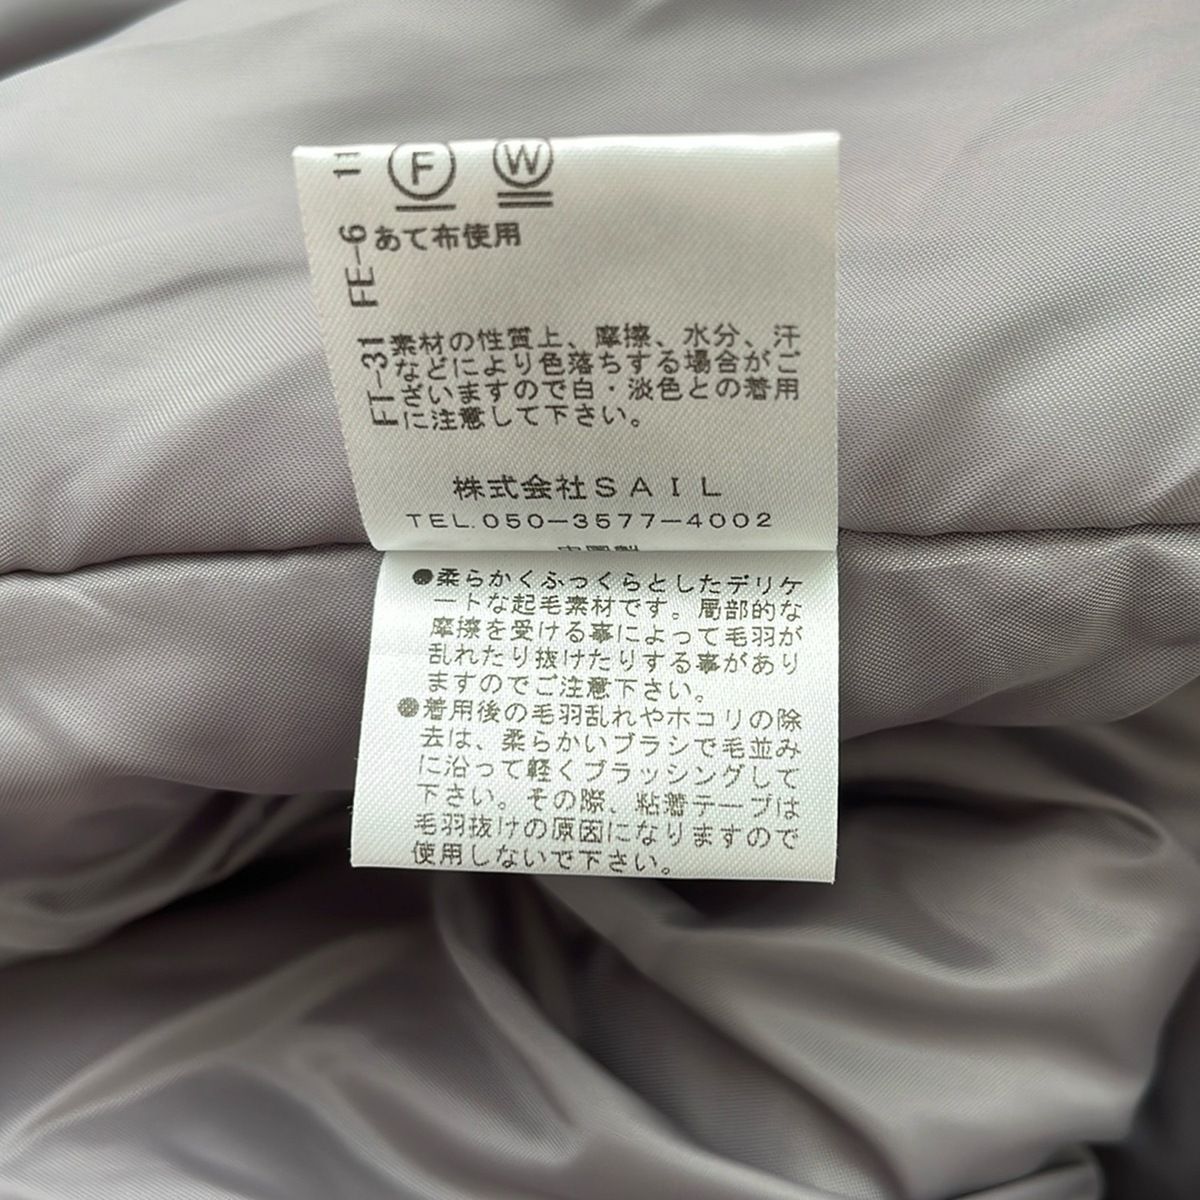 F W
あて布使用
11
FE-6
FT-31
素材の性質上、摩擦、水分、汗
などにより色落ちする場合がご
ざいますので白・淡色との着用
に注意して下さい。
株式会社SAIL
TEL.050-3577-4002
中国製
●柔らかくふっくらとしたデリケ
ートな起毛素材です。局部的な
摩擦を受ける事によって毛羽が
乱れたり抜けたりする事があり
ますのでご注意下さい。
●着用後の毛羽乱れやホコリの除
去は、柔らかいブラシで毛並み
に沿って軽くブラッシングして
下さい。その際、粘着テープは
毛羽抜けの原因になりますので
使用しないで下さい。